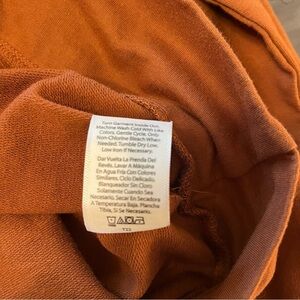 Turn Garment Inside Out,
Machine Wash Cold With Like
Colors, Gentle Cycle, Only
Non-Chlorine Bleach When
Needed. Tumble Dry Low,
Low Iron If Necessary.
Dar Vuelta La Prenda Del
Revés, Lavar A Máquina
En Agua Fría Con Colores
Similares, Ciclo Delicado,
Blanqueador Sin Cloro
Solamente Cuando Sea
Necesario. Secar En Secadora
A Temperatura Baja. Plancha
Tibia, Si Es Necesario.